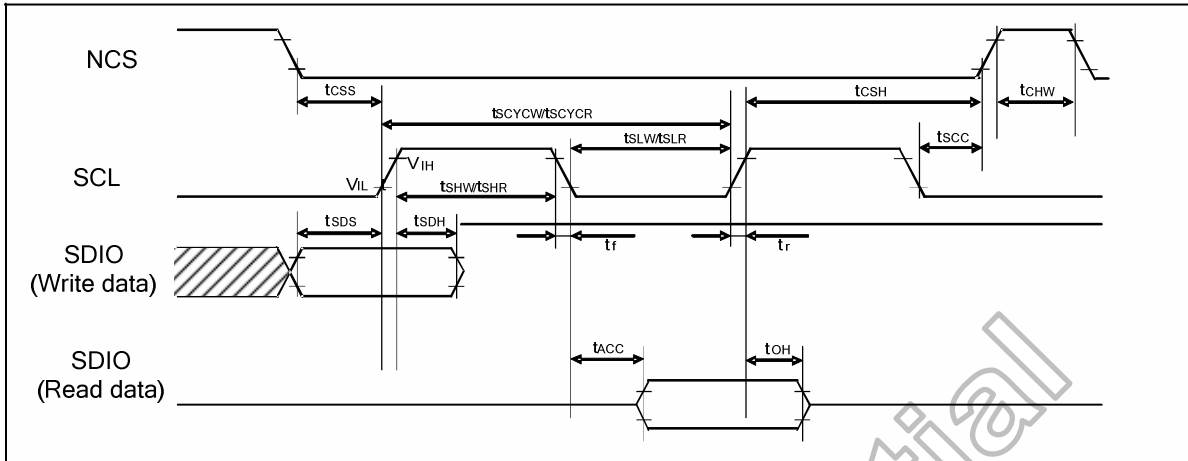 NCS
tCSS
tCSH
tCHW
tSCYCW/tSCYCR
tSLW/tSLR
tSCC
SCL
VIH
VIL
tSHW/tSHR
tSDS
tSDH
tf
tr
SDIO
(Write data)
tACC
tOH
SDIO
(Read data)
tial